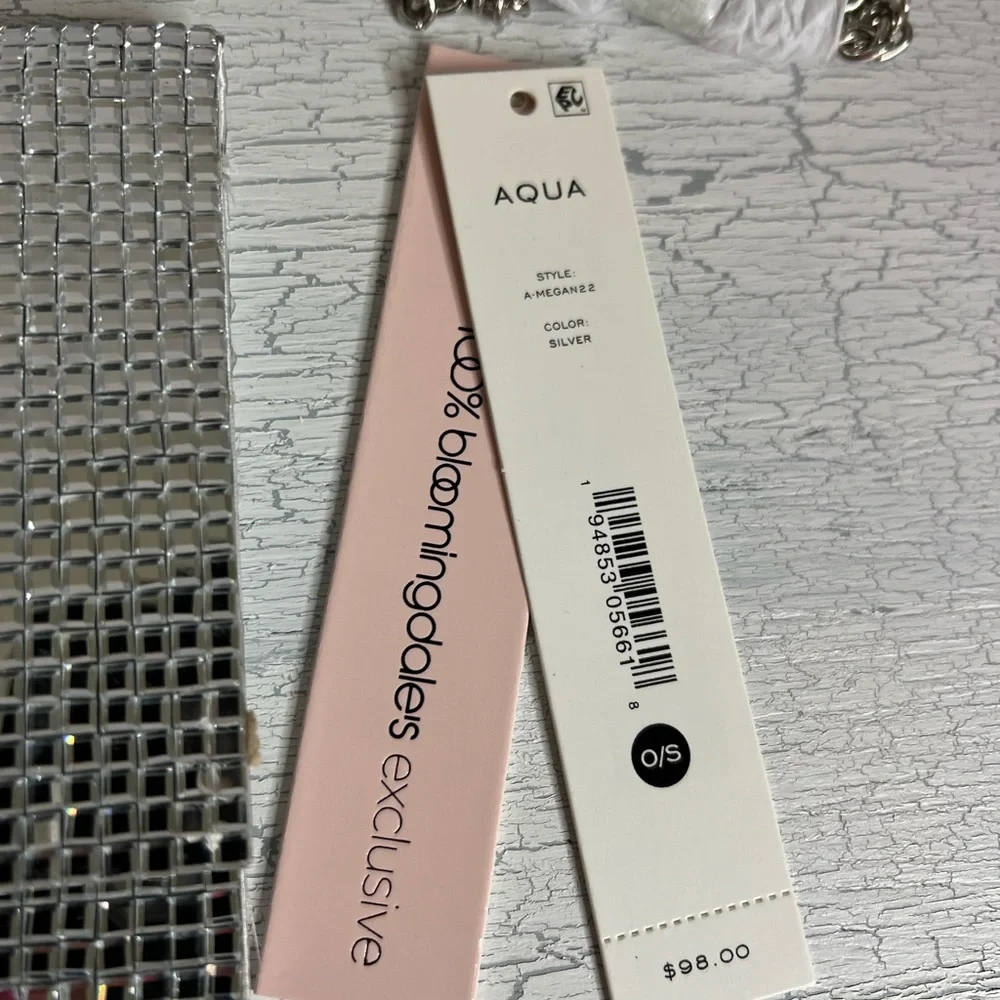 AQUA
STYLE:
A-MEGAN22
COLOR:
SILVER
1 94853 05661 8
O/S
$98.00
100% bloomingdale's exclusive